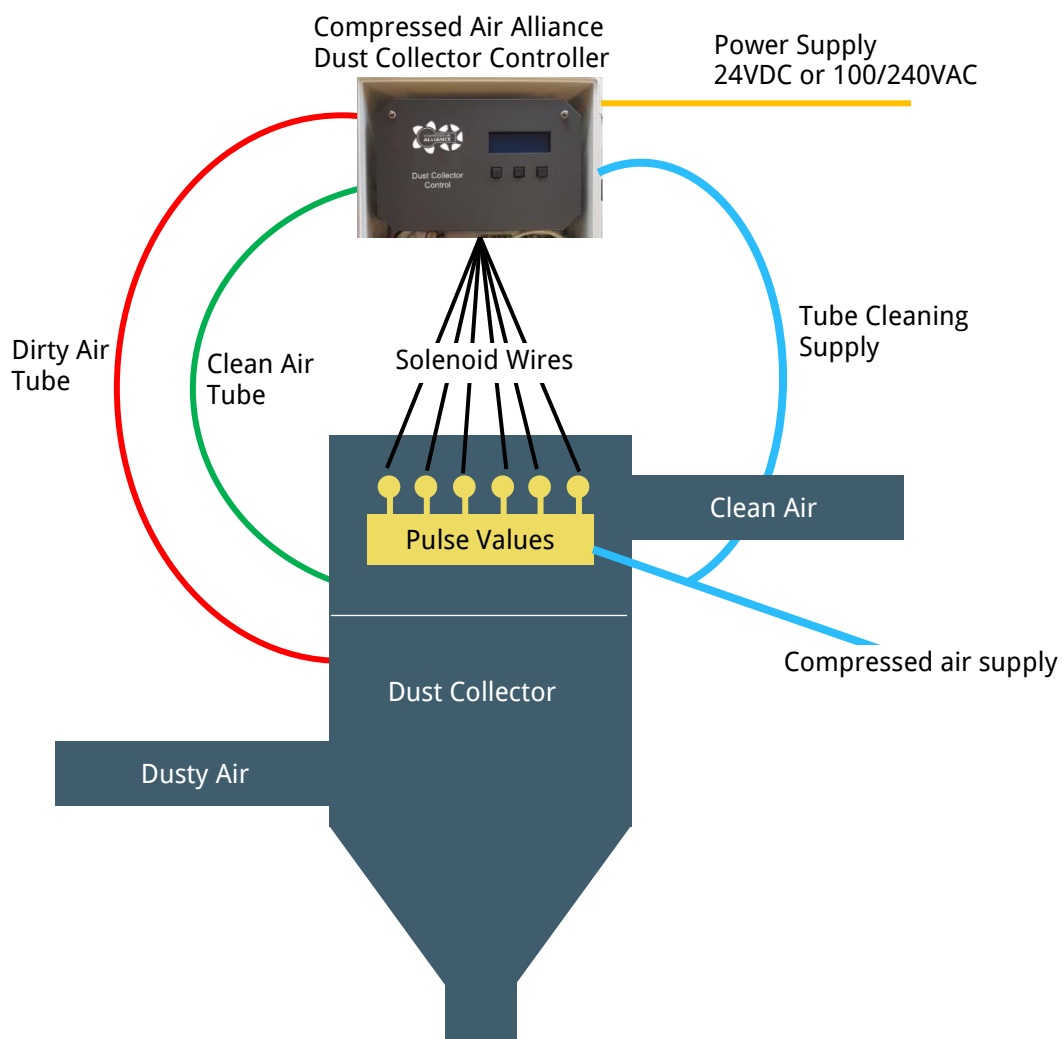 Compressed Air Alliance
Dust Collector Controller
Power Supply
24VDC or 100/240VAC
COMPRESSED AIR
ALLIANCE
Dust Collector
Control
Dirty Air
Tube
Clean Air
Tube
Solenoid Wires
Tube Cleaning
Supply
Clean Air
Pulse Values
Compressed air supply
Dust Collector
Dusty Air